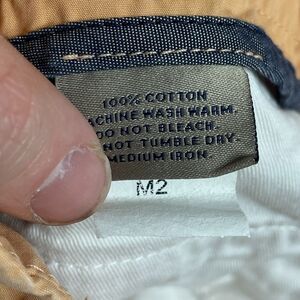 100% COTTON
ACHINE WASH WARM.
DO NOT BLEACH.
NOT TUMBLE DRY.
MEDIUM IRON.
M2